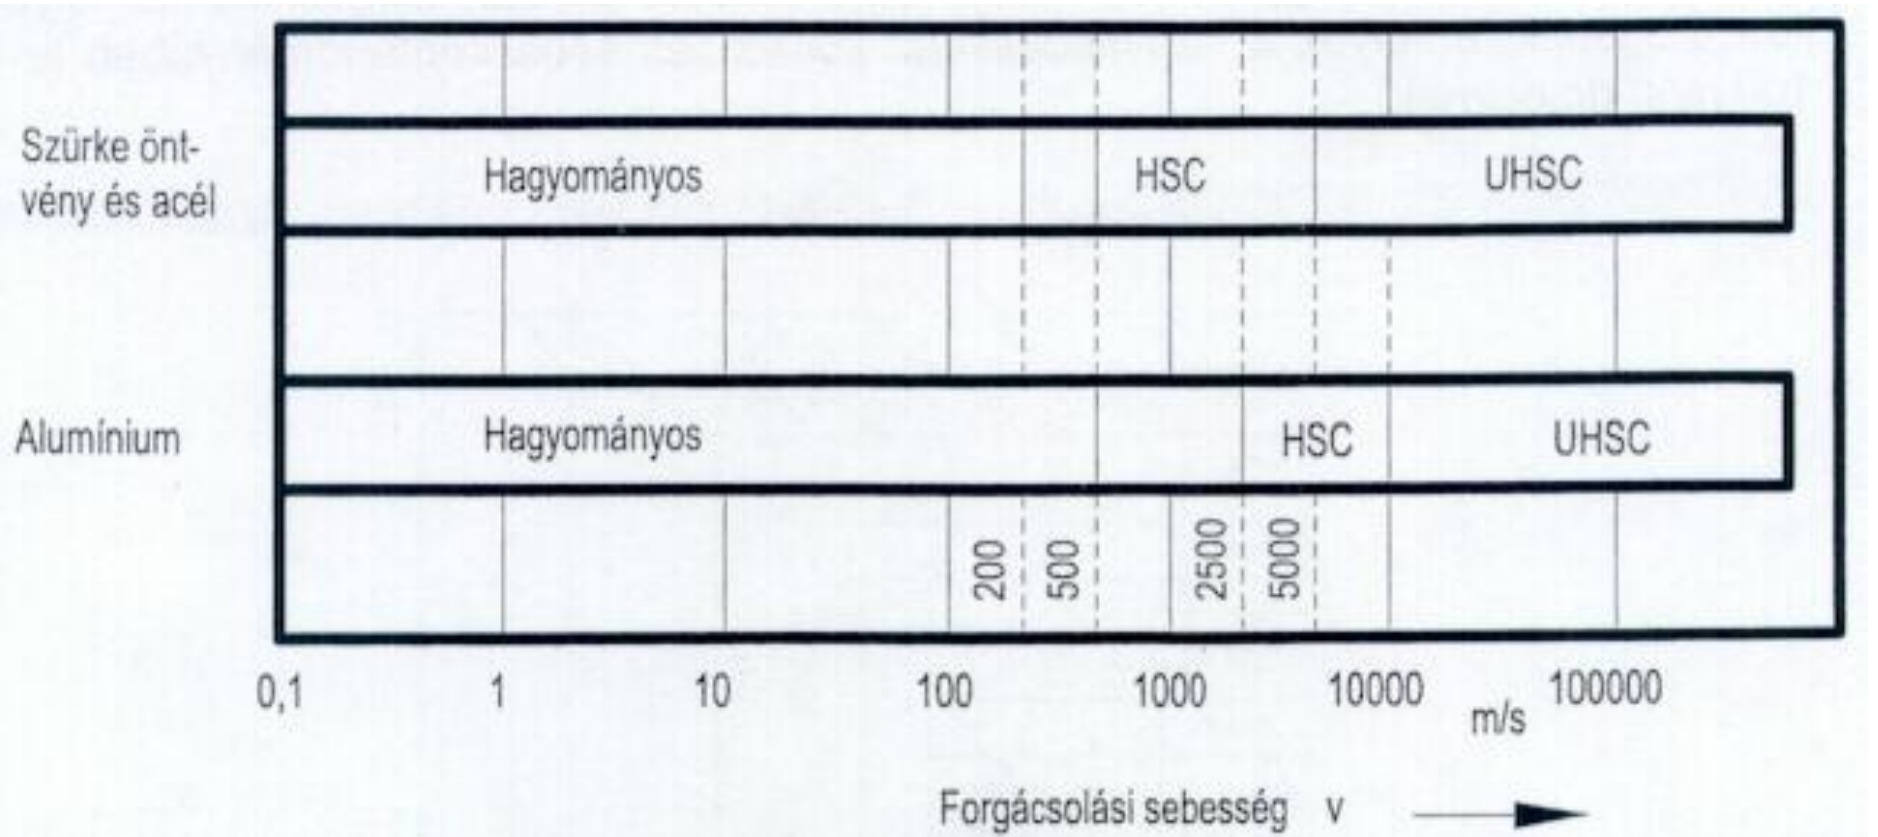 Szürke önt-
vény és acél
Hagyományos
HSC
UHSC
Alumínium
Hagyományos
HSC
UHSC
200
500
2500
5000
0,1
1
10
100
1000
10000
m/s
100000
Forgácsolási sebesség v